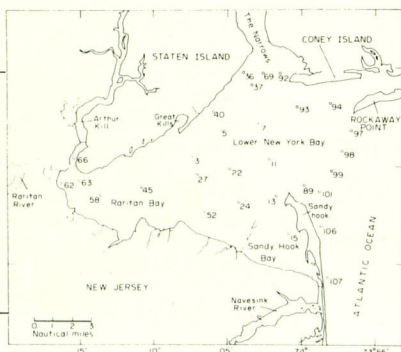 The Narrows
CONEY ISLAND
STATEN ISLAND
36 69 92
37
93 94
ROCKAWAY
POINT
Great
Kills
40
Arthur
Kill
5 7
97
Lower New York Bay
66
3 11 98
22 99
27
62 63
45
89 101
Raritan
River
58
Raritan Bay
24 13
Sandy
hook
52
106
15
Sandy Hook
Bay
ATLANTIC OCEAN
NEW JERSEY
107
Navesink
River
0 1 2 3
Nautical miles
15' 10' 05'